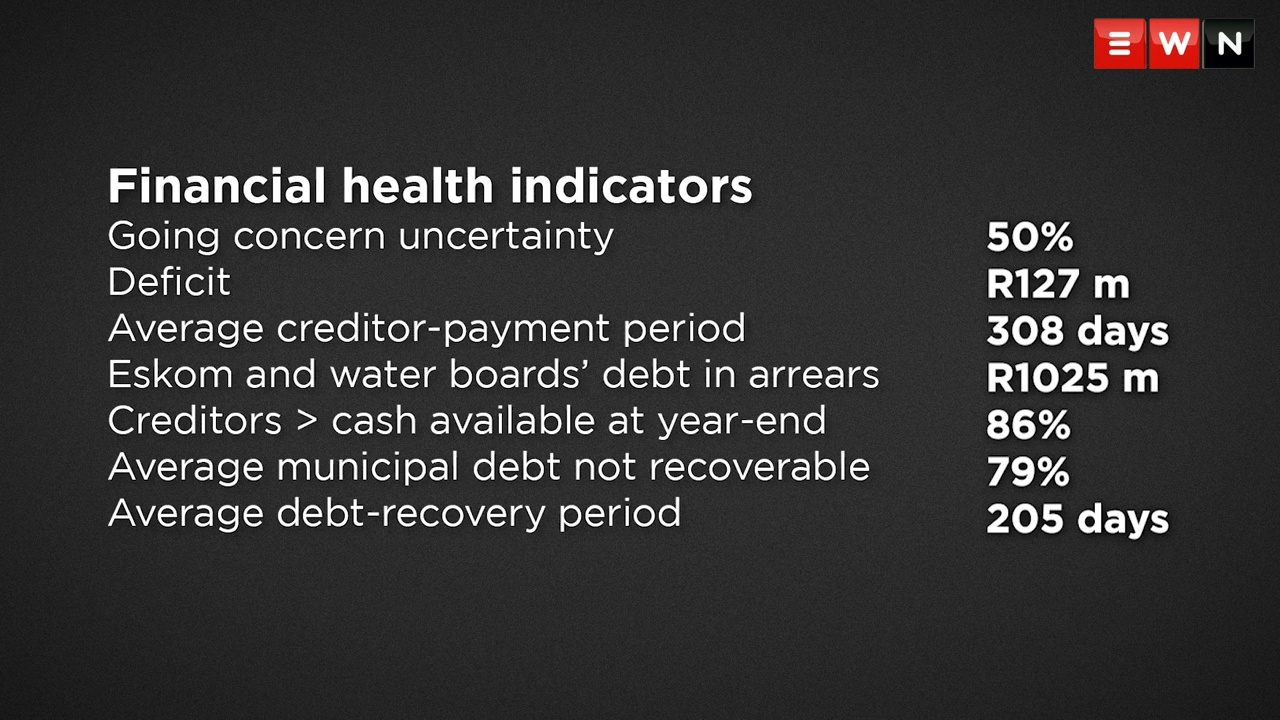 EWN
Financial health indicators
Going concern uncertainty 50%
Deficit R127 m
Average creditor-payment period 308 days
Eskom and water boards’ debt in arrears R1025 m
Creditors > cash available at year-end 86%
Average municipal debt not recoverable 79%
Average debt-recovery period 205 days